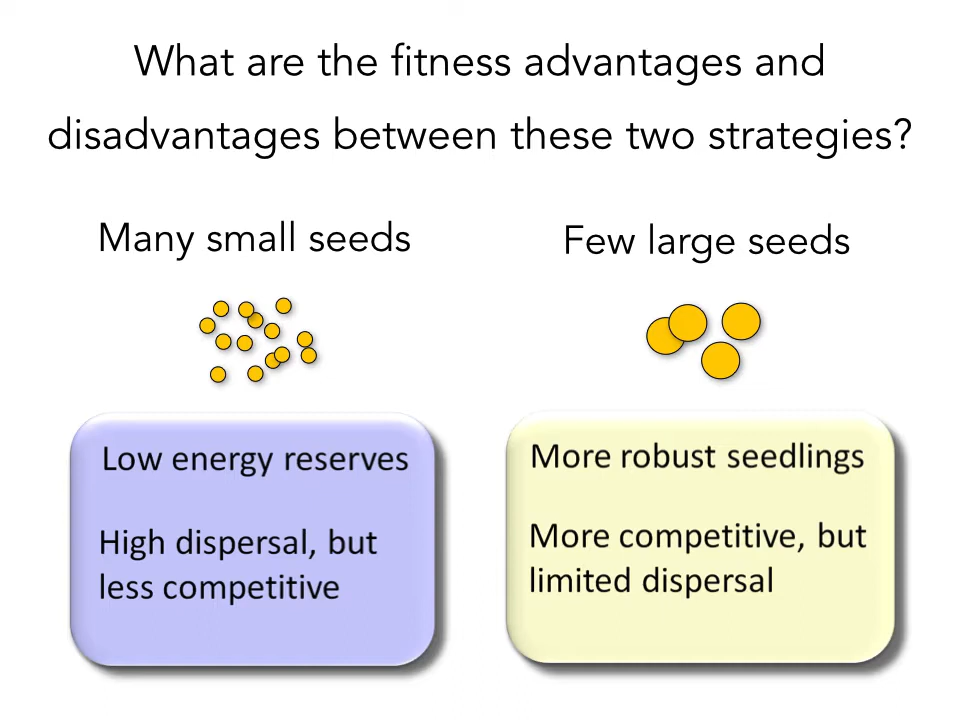 What are the fitness advantages and
disadvantages between these two strategies?
Many small seeds
Few large seeds
Low energy reserves
High dispersal, but
less competitive
More robust seedlings
More competitive, but
limited dispersal